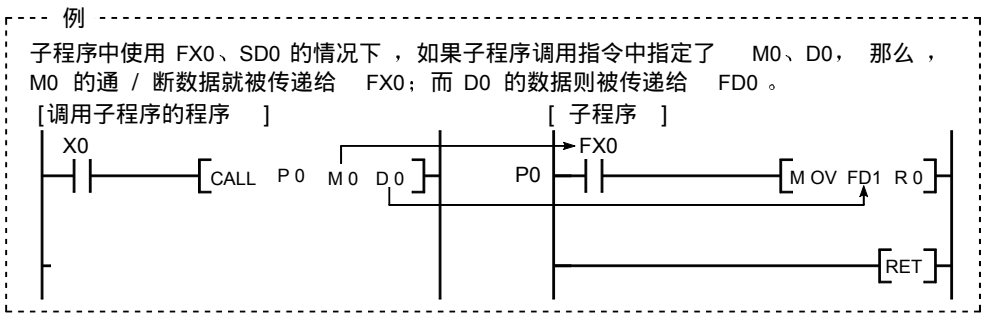 例
子程序中使用 FX0、SD0 的情况下 ，如果子程序调用指令中指定了 M0、D0， 那么 ，
M0 的通 / 断数据就被传递给 FX0；而 D0 的数据则被传递给 FD0 。
[调用子程序的程序 ] [ 子程序 ]
X0 FX0
CALL P0 M0 D0 P0 MOV FD1 R0
RET